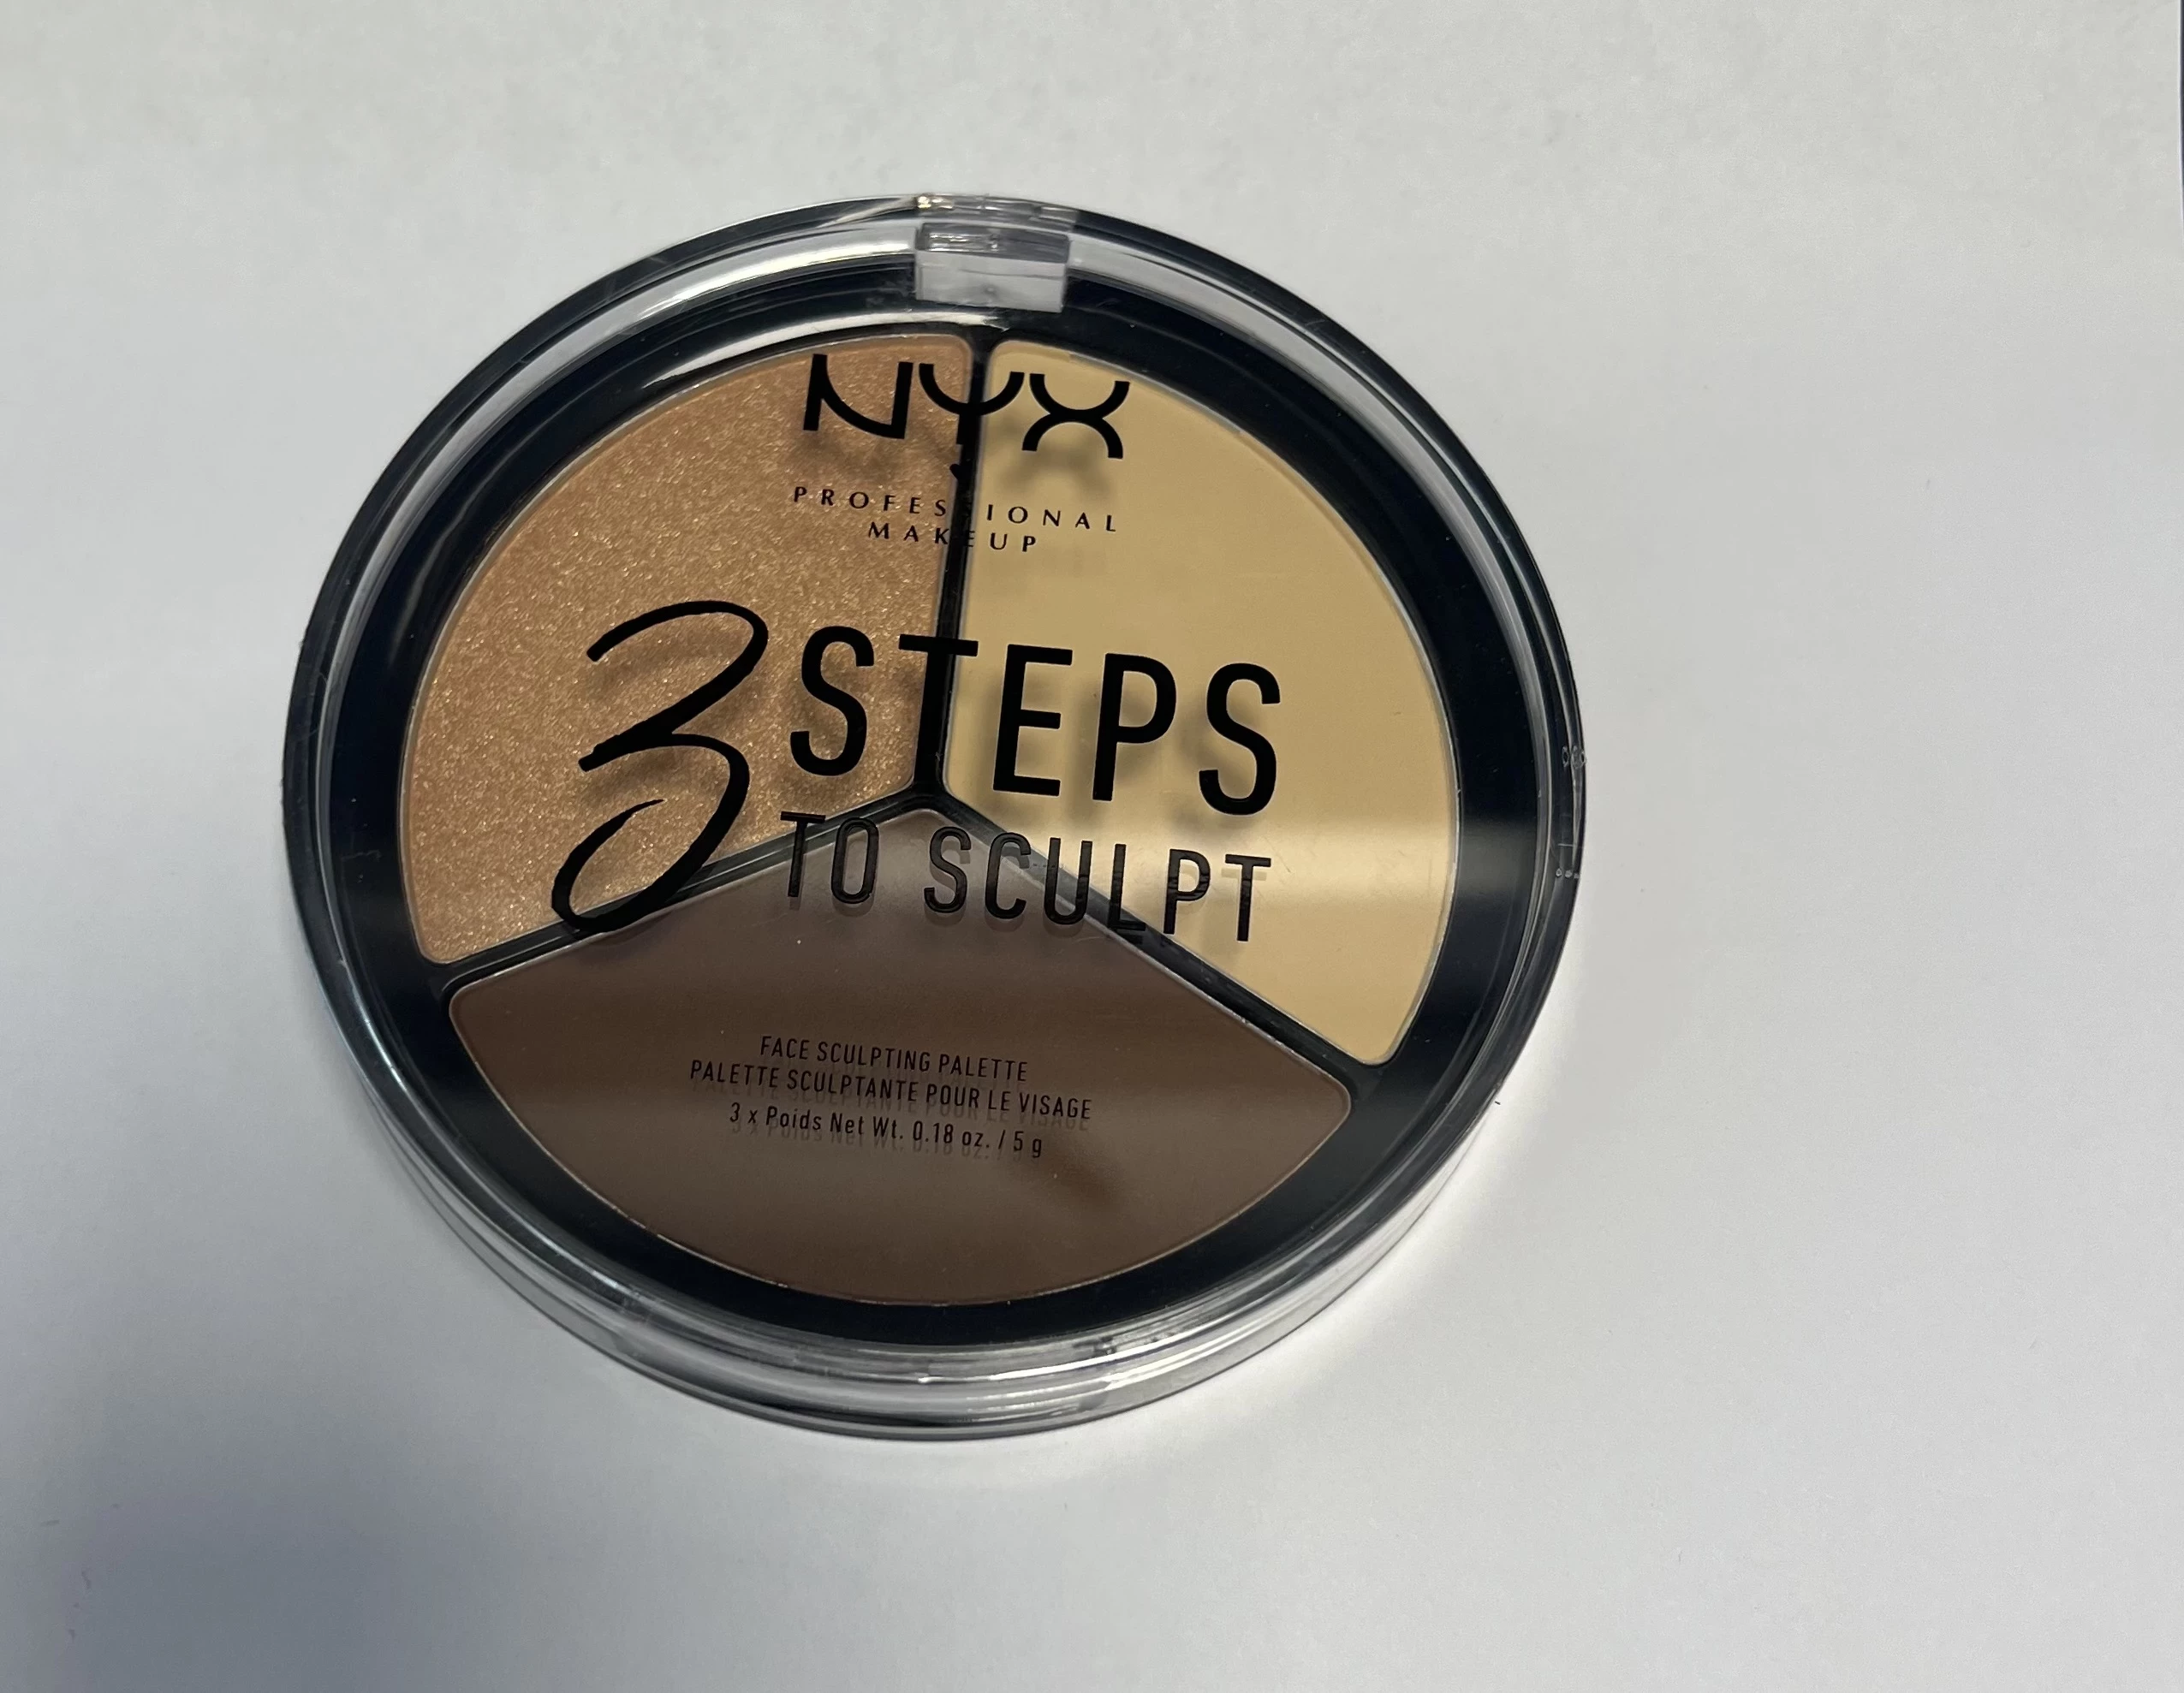 NYX
PROFESSIONAL
MAKEUP
3 STEPS
TO SCULPT
FACE SCULPTING PALETTE
PALETTE SCULPTANTE POUR LE VISAGE
3 x Poids Net Wt. 0.18 oz. / 5 g